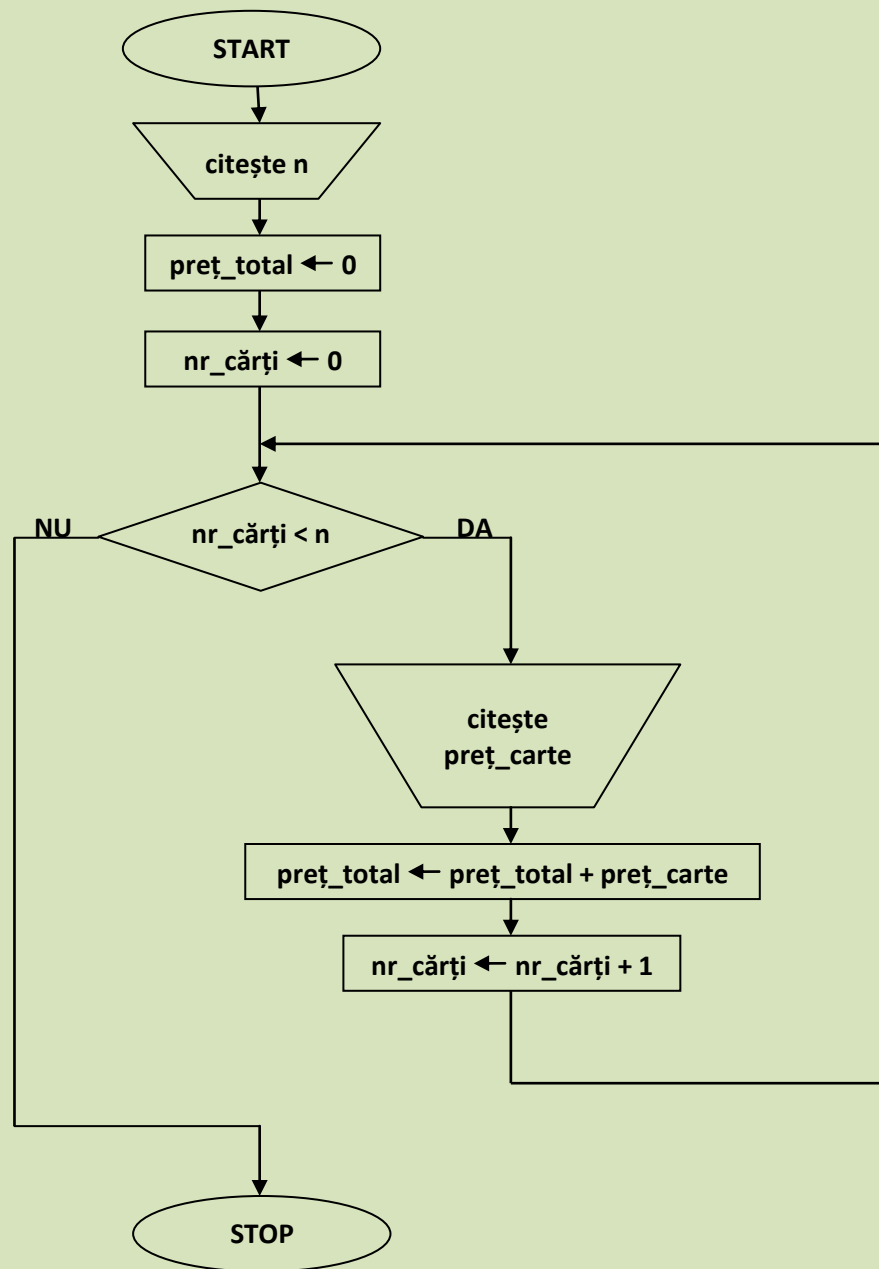 START
citește n
preț_total ← 0
nr_cărți ← 0
NU
nr_cărți < n
DA
citește
preț_carte
preț_total ← preț_total + preț_carte
nr_cărți ← nr_cărți + 1
STOP